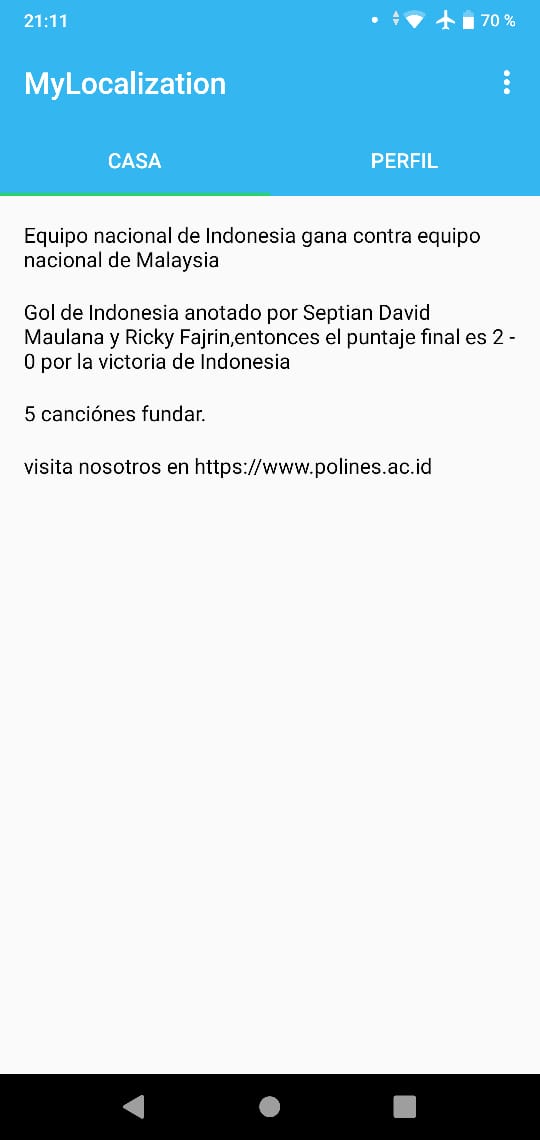 21:11
70 %
MyLocalization
CASA
PERFIL
Equipo nacional de Indonesia gana contra equipo
nacional de Malaysia
Gol de Indonesia anotado por Septian David
Maulana y Ricky Fajrin,entonces el puntaje final es 2 -
0 por la victoria de Indonesia
5 canciónes fundar.
visita nosotros en https://www.polines.ac.id